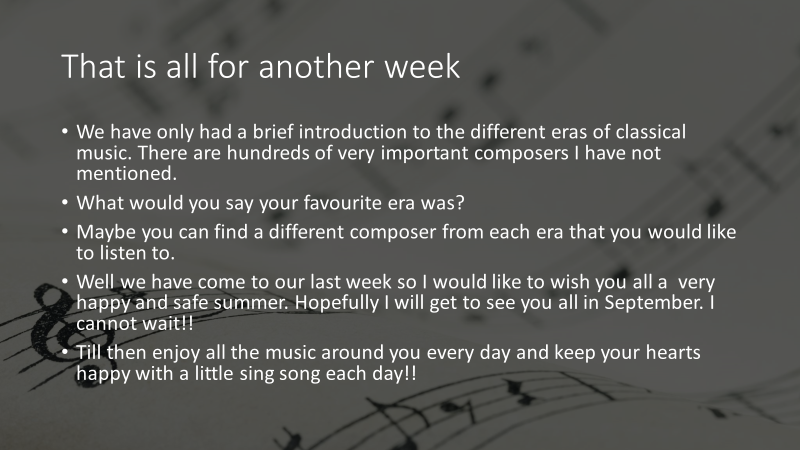 That is all for another week
• We have only had a brief introduction to the different eras of classical
music. There are hundreds of very important composers I have not
mentioned.
• What would you say your favourite era was?
• Maybe you can find a different composer from each era that you would like
to listen to.
• Well we have come to our last week so I would like to wish you all a  very
happy and safe summer. Hopefully I will get to see you all in September. I
cannot wait!!
• Till then enjoy all the music around you every day and keep your hearts
happy with a little sing song each day!!